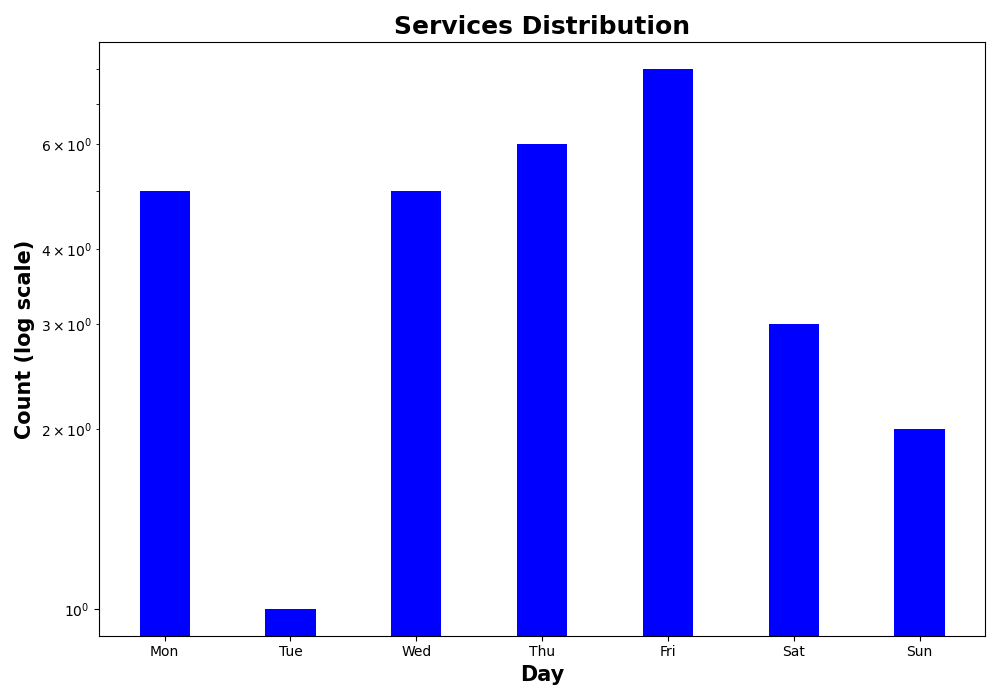 Services Distribution
Count (log scale)
6 × 10⁰
4 × 10⁰
3 × 10⁰
2 × 10⁰
10⁰
Mon Tue Wed Thu Fri Sat Sun
Day